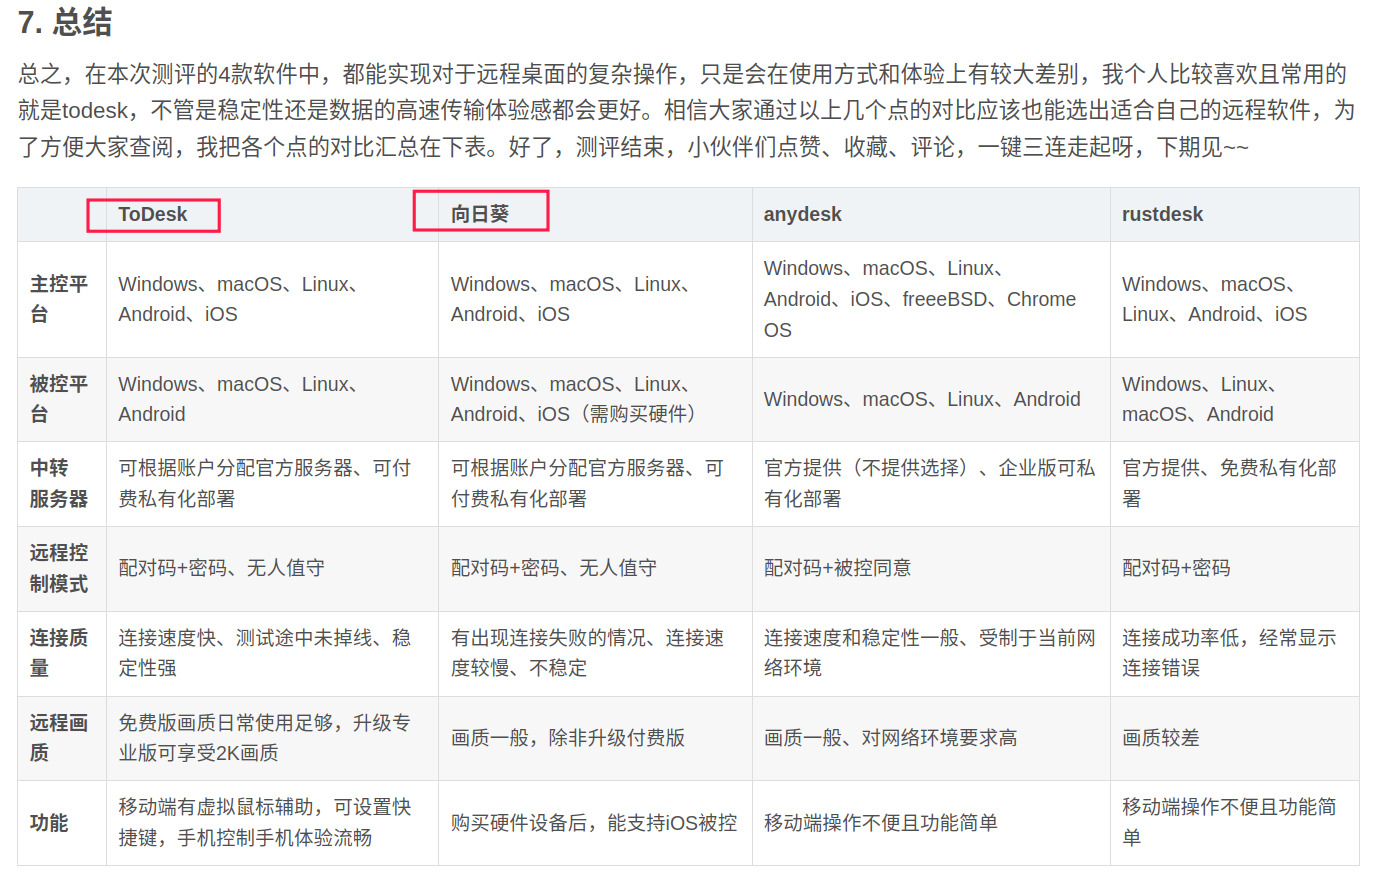 7. 总结
总之，在本次测评的4款软件中，都能实现对于远程桌面的复杂操作，只是会在使用方式和体验上有较大差别，我个人比较喜欢且常用的
就是todesk，不管是稳定性还是数据的高速传输体验感都会更好。相信大家通过以上几个点的对比应该也能选出适合自己的远程软件，为
了方便大家查阅，我把各个点的对比汇总在下表。好了，测评结束，小伙伴们点赞、收藏、评论，一键三连走起呀，下期见~~
ToDesk 向日葵 anydesk rustdesk
主控平
台
Windows、macOS、Linux、
Android、iOS
Windows、macOS、Linux、
Android、iOS
Windows、macOS、Linux、
Android、iOS、freeeBSD、Chrome
OS
Windows、macOS、
Linux、Android、iOS
被控平
台
Windows、macOS、Linux、
Android
Windows、macOS、Linux、
Android、iOS（需购买硬件）
Windows、macOS、Linux、Android
Windows、Linux、
macOS、Android
中转
服务器
可根据账户分配官方服务器、可付
费私有化部署
可根据账户分配官方服务器、可
付费私有化部署
官方提供（不提供选择）、企业版可私
有化部署
官方提供、免费私有化部
署
远程控
制模式
配对码+密码、无人值守
配对码+密码、无人值守
配对码+被控同意
配对码+密码
连接质
量
连接速度快、测试途中未掉线、稳
定性强
有出现连接失败的情况、连接速
度较慢、不稳定
连接速度和稳定性一般、受制于当前网
络环境
连接成功率低，经常显示
连接错误
远程画
质
免费版画质日常使用足够，升级专
业版可享受2K画质
画质一般，除非升级付费版
画质一般、对网络环境要求高
画质较差
功能
移动端有虚拟鼠标辅助，可设置快
捷键，手机控制手机体验流畅
购买硬件设备后，能支持iOS被控
移动端操作不便且功能简单
移动端操作不便且功能简
单